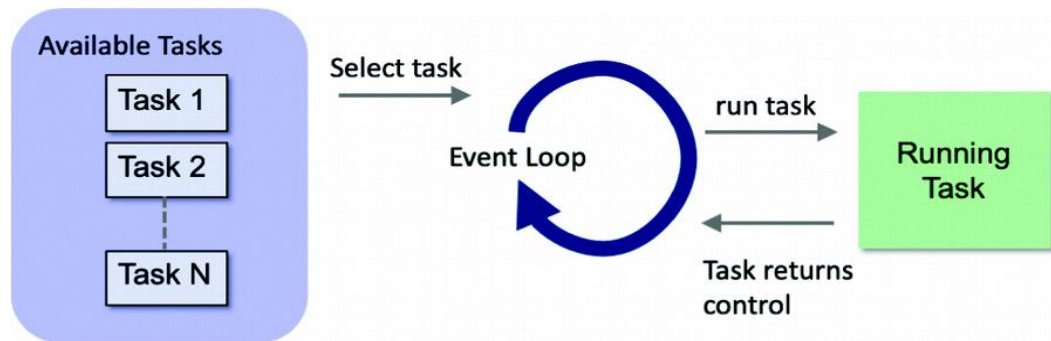 Available Tasks
Task 1
Task 2
Task N
Select task
Event Loop
run task
Running
Task
Task returns
control